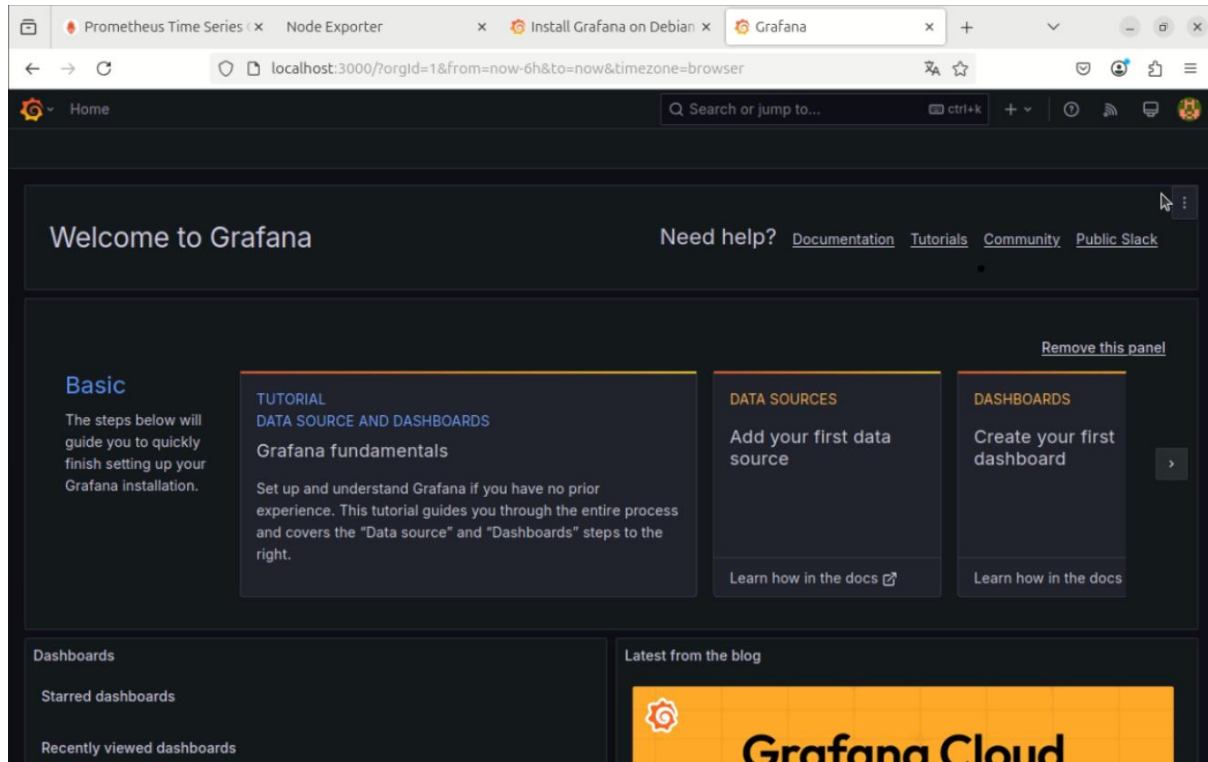 Prometheus Time Series
Node Exporter
Install Grafana on Debian
Grafana
localhost:3000/?orgId=1&from=now-6h&to=now&timezone=browser
Home
Search or jump to...
ctrl+k
Welcome to Grafana
Need help? Documentation Tutorials Community Public Slack
Remove this panel
Basic
The steps below will
guide you to quickly
finish setting up your
Grafana installation.
TUTORIAL
DATA SOURCE AND DASHBOARDS
Grafana fundamentals
Set up and understand Grafana if you have no prior
experience. This tutorial guides you through the entire process
and covers the "Data source" and "Dashboards" steps to the
right.
DATA SOURCES
Add your first data
source
Learn how in the docs
DASHBOARDS
Create your first
dashboard
Learn how in the docs
Dashboards
Starred dashboards
Recently viewed dashboards
Latest from the blog
Grafana Cloud